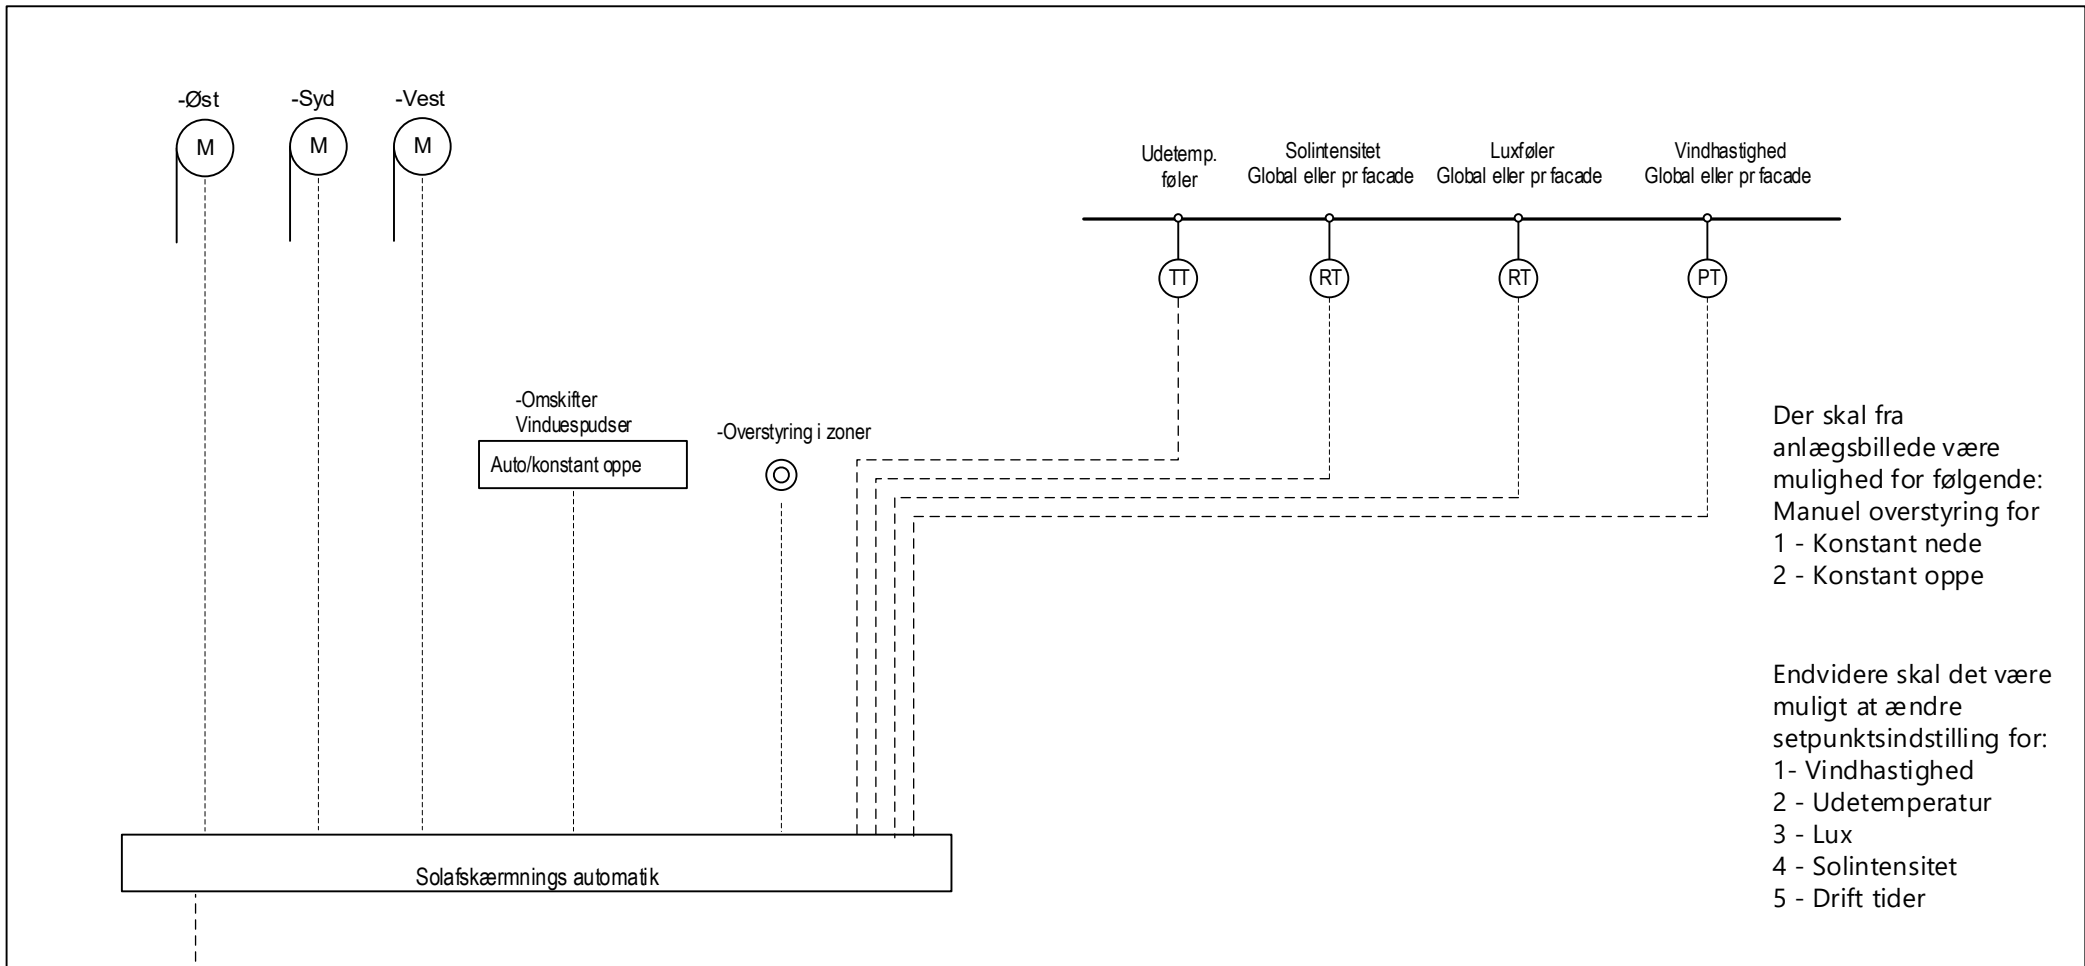 -Øst
-Syd
-Vest
M
M
M
Udetemp.
føler
Solintensitet
Global eller pr facade
Luxføler
Global eller pr facade
Vindhastighed
Global eller pr facade
TT
RT
RT
PT
-Omskifter
Vinduespudser
Auto/konstant oppe
-Overstyring i zoner
Der skal fra
anlægsbillede være
mulighed for følgende:
Manuel overstyring for
1 - Konstant nede
2 - Konstant oppe
Endvidere skal det være
muligt at ændre
setpunktsindstilling for:
1- Vindhastighed
2 - Udetemperatur
3 - Lux
4 - Solintensitet
5 - Drift tider
Solafskærmnings automatik